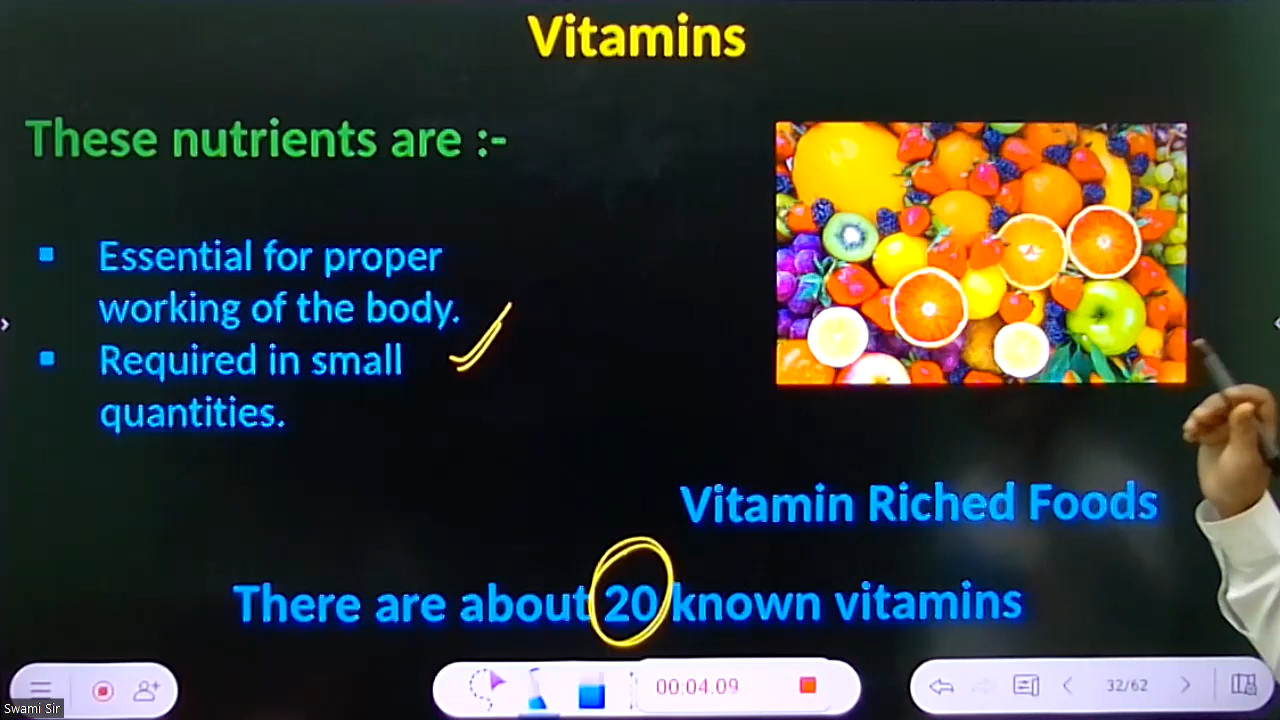 Vitamins
These nutrients are :-
Essential for proper
working of the body.
Required in small
quantities.
Vitamin Riched Foods
There are about 20 known vitamins
00:04.09
32/62
Swami Sir